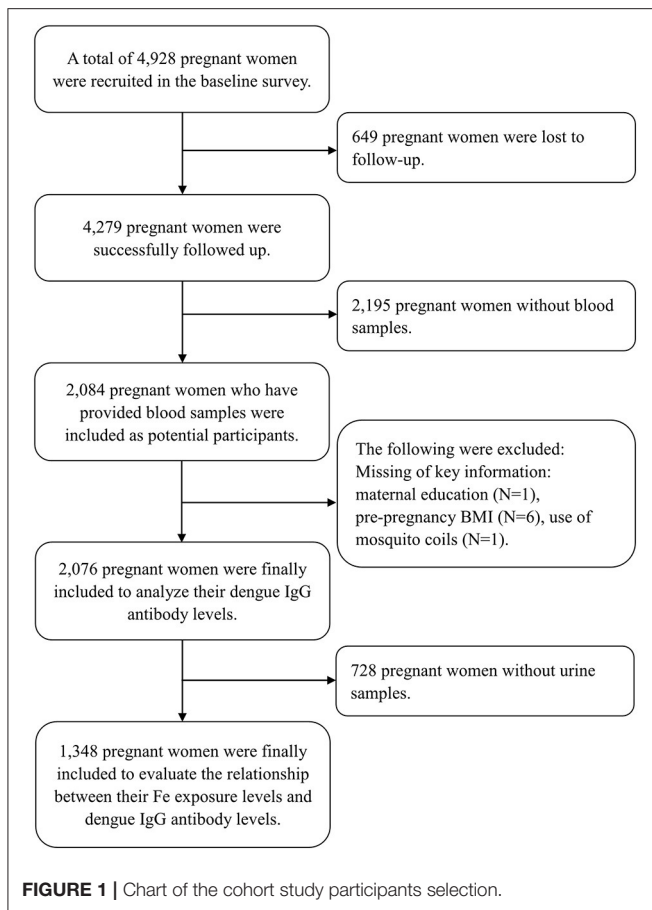 A total of 4,928 pregnant women
were recruited in the baseline survey.
649 pregnant women were lost to
follow-up.
4,279 pregnant women were
successfully followed up.
2,195 pregnant women without blood
samples.
2,084 pregnant women who have
provided blood samples were
included as potential participants.
The following were excluded:
Missing of key information:
maternal education (N=1),
pre-pregnancy BMI (N=6), use of
mosquito coils (N=1).
2,076 pregnant women were finally
included to analyze their dengue IgG
antibody levels.
728 pregnant women without urine
samples.
1,348 pregnant women were finally
included to evaluate the relationship
between their Fe exposure levels and
dengue IgG antibody levels.
FIGURE 1 | Chart of the cohort study participants selection.